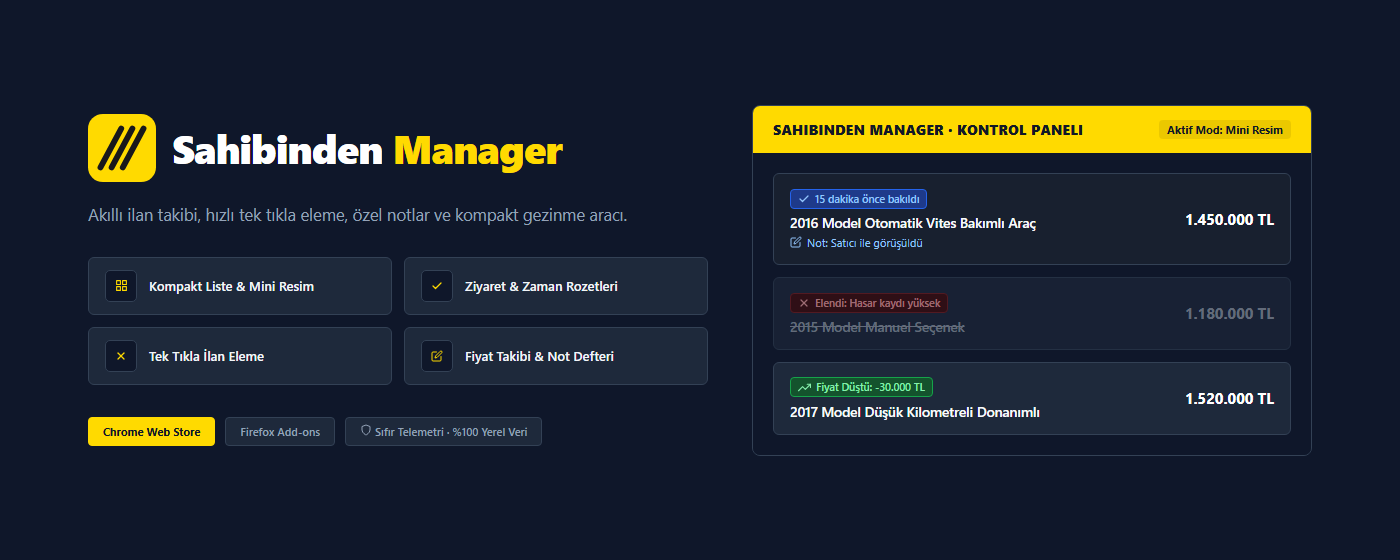 Sahibinden Manager
Akıllı ilan takibi, hızlı tek tıkla eleme, özel notlar ve kompakt gezinme aracı.
Kompakt Liste & Mini Resim
Ziyaret & Zaman Rozetleri
Tek Tıkla İlan Eleme
Fiyat Takibi & Not Defteri
Chrome Web Store
Firefox Add-ons
Sıfır Telemetri · %100 Yerel Veri
SAHIBINDEN MANAGER · KONTROL PANELİ
Aktif Mod: Mini Resim
15 dakika önce bakıldı
2016 Model Otomatik Vites Bakımlı Araç
Not: Satıcı ile görüşüldü
1.450.000 TL
Elendi: Hasar kaydı yüksek
2015 Model Manuel Seçenek
1.180.000 TL
Fiyat Düştü: -30.000 TL
2017 Model Düşük Kilometreli Donanımlı
1.520.000 TL